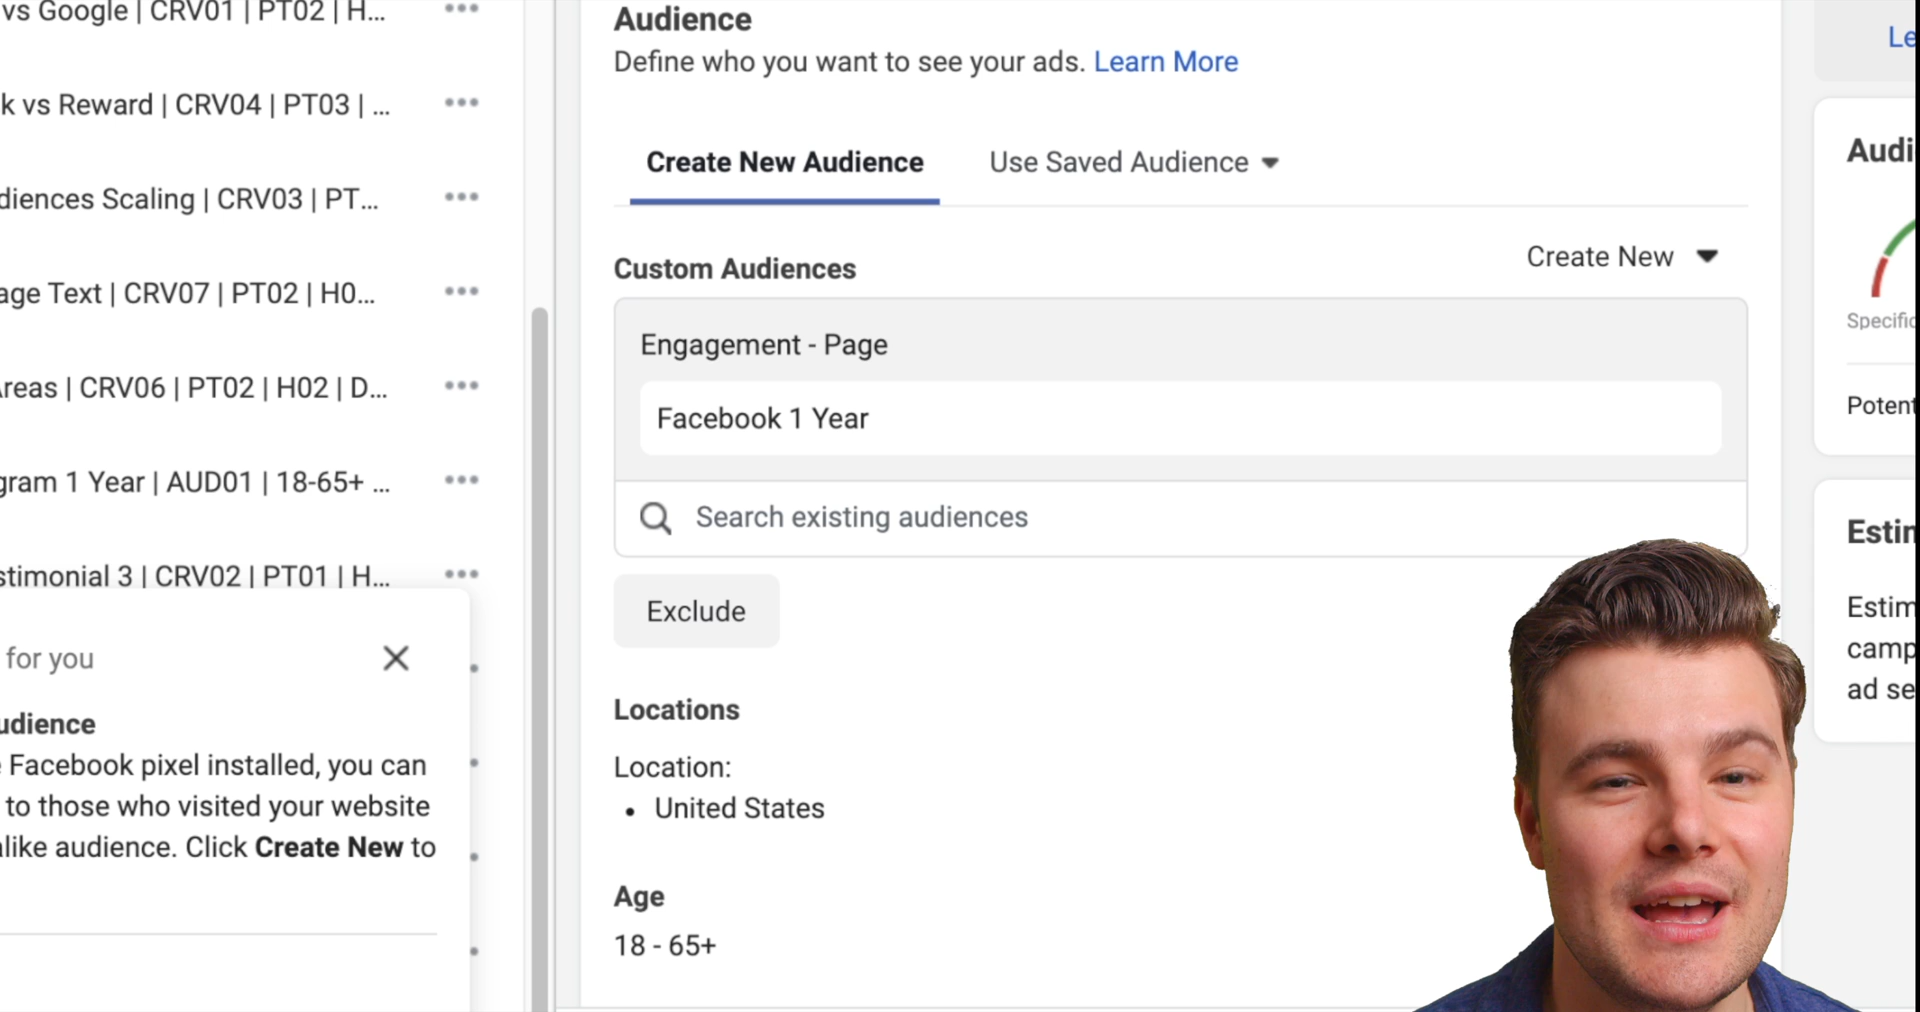 vs Google | CRV01 | PT02 | H...
k vs Reward | CRV04 | PT03 | ...
diences Scaling | CRV03 | PT...
age Text | CRV07 | PT02 | H0...
Areas | CRV06 | PT02 | H02 | D...
gram 1 Year | AUD01 | 18-65+ ...
stimonial 3 | CRV02 | PT01 | H...
for you
udience
e Facebook pixel installed, you can
to those who visited your website
alike audience. Click Create New to
Audience
Define who you want to see your ads. Learn More
Create New Audience
Use Saved Audience
Custom Audiences
Create New
Engagement - Page
Facebook 1 Year
Search existing audiences
Exclude
Locations
Location:
• United States
Age
18 - 65+
Le
Audi
Specific
Potent
Estim
Estim
camp
ad se